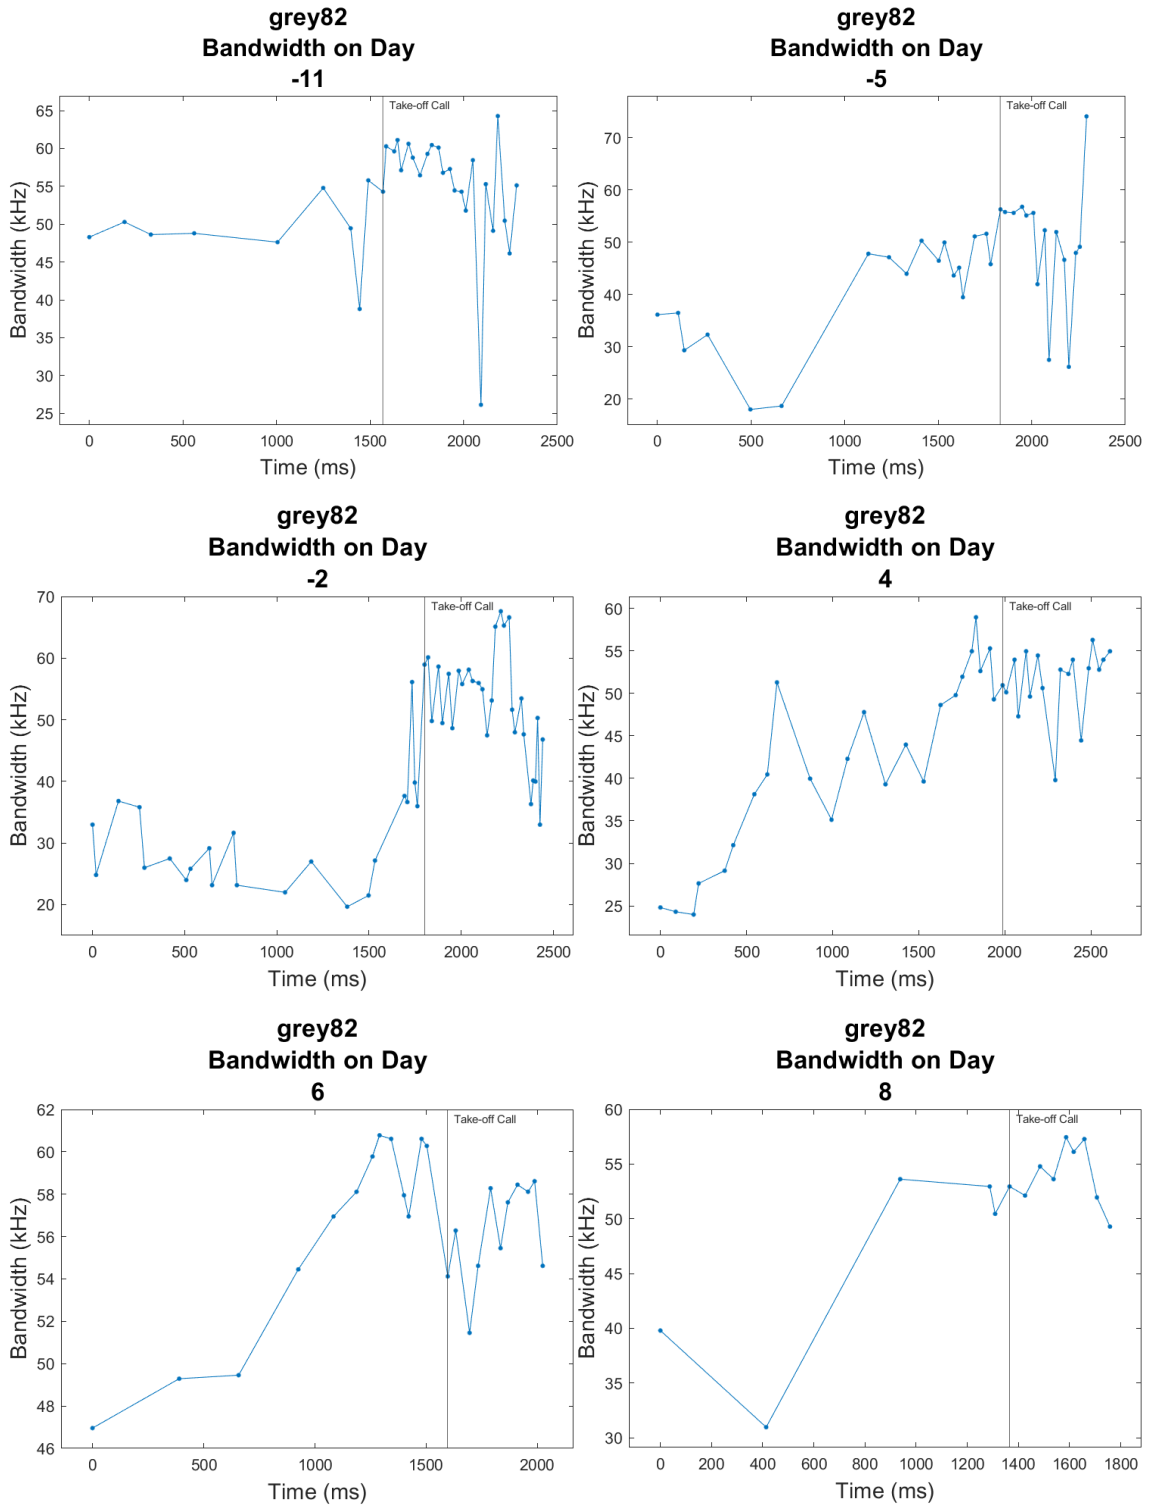 grey82
Bandwidth on Day
-11
Take-off Call
65
60
55
50
45
40
35
30
25
Bandwidth (kHz)
0 500 1000 1500 2000 2500
Time (ms)
grey82
Bandwidth on Day
-5
Take-off Call
70
60
50
40
30
20
Bandwidth (kHz)
0 500 1000 1500 2000 2500
Time (ms)
grey82
Bandwidth on Day
-2
Take-off Call
70
60
50
40
30
20
Bandwidth (kHz)
0 500 1000 1500 2000 2500
Time (ms)
grey82
Bandwidth on Day
4
Take-off Call
60
55
50
45
40
35
30
25
Bandwidth (kHz)
0 500 1000 1500 2000 2500
Time (ms)
grey82
Bandwidth on Day
6
Take-off Call
62
60
58
56
54
52
50
48
46
Bandwidth (kHz)
0 500 1000 1500 2000
Time (ms)
grey82
Bandwidth on Day
8
Take-off Call
60
55
50
45
40
35
30
Bandwidth (kHz)
0 200 400 600 800 1000 1200 1400 1600 1800
Time (ms)